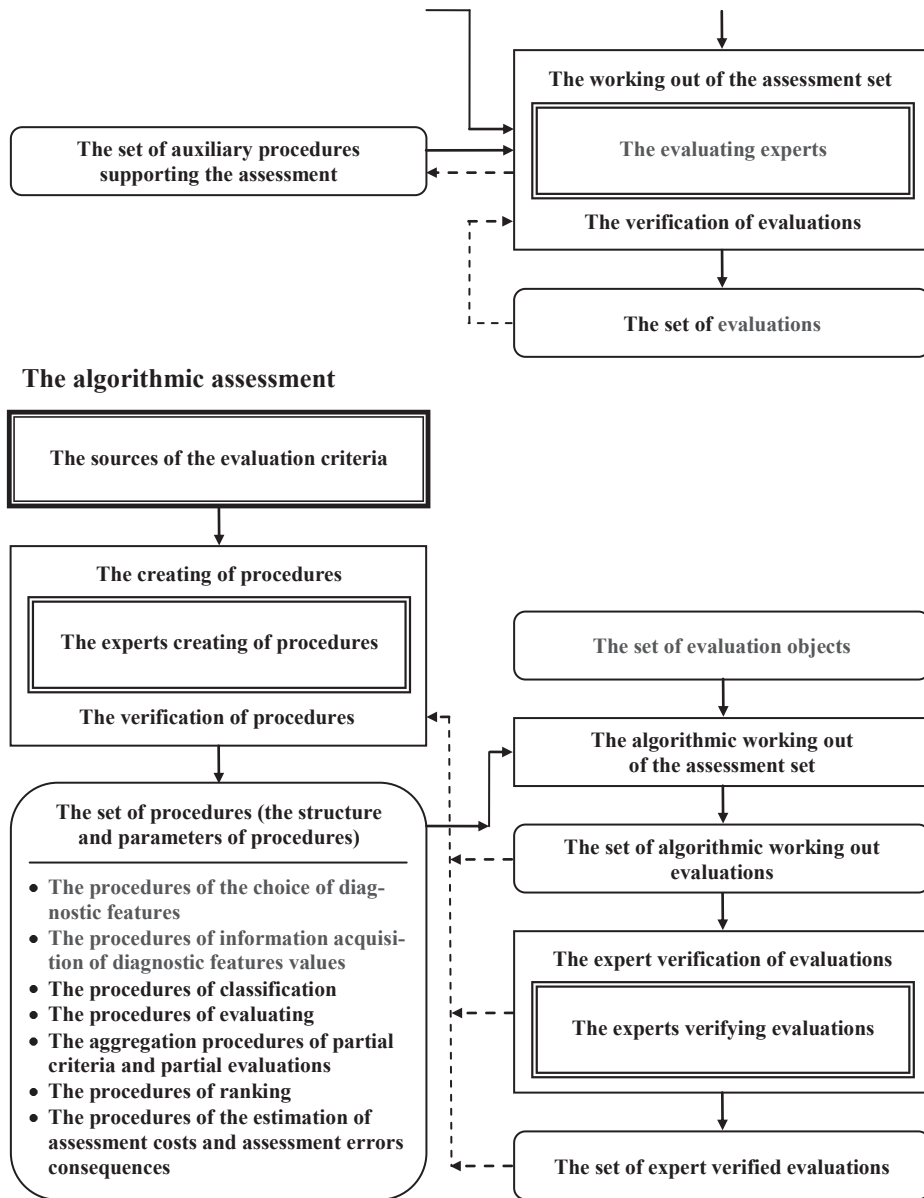 The working out of the assessment set
The evaluating experts
The set of auxiliary procedures
supporting the assessment
The verification of evaluations
The set of evaluations
The algorithmic assessment
The sources of the evaluation criteria
The creating of procedures
The experts creating of procedures
The verification of procedures
The set of procedures (the structure
and parameters of procedures)
• The procedures of the choice of diag-
nostic features
• The procedures of information acquisi-
tion of diagnostic features values
• The procedures of classification
• The procedures of evaluating
• The aggregation procedures of partial
criteria and partial evaluations
• The procedures of ranking
• The procedures of the estimation of
assessment costs and assessment errors
consequences
The set of evaluation objects
The algorithmic working out
of the assessment set
The set of algorithmic working out
evaluations
The expert verification of evaluations
The experts verifying evaluations
The set of expert verified evaluations